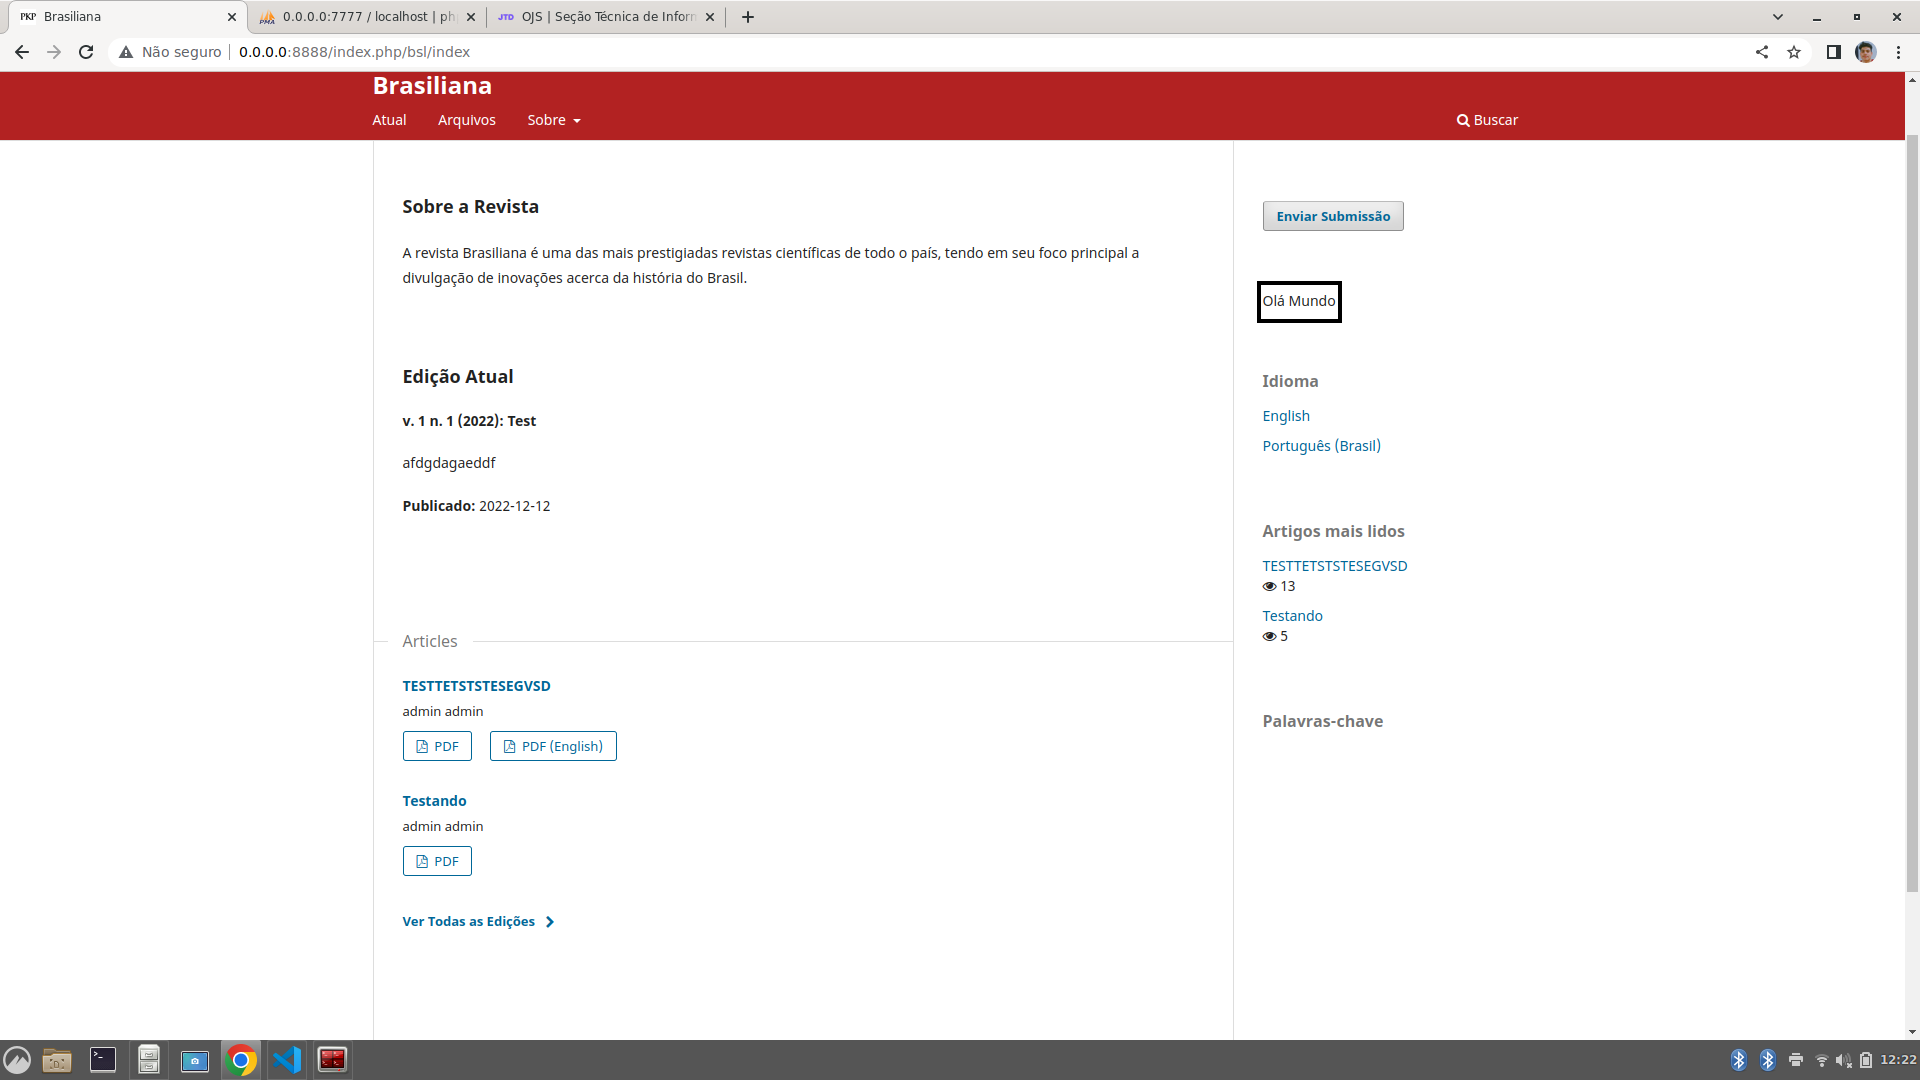 Brasiliana
0.0.0.0:7777 / localhost | ph
OJS | Seção Técnica de Inform
Não seguro
0.0.0.0:8888/index.php/bsl/index
Brasiliana
Atual
Arquivos
Sobre
Buscar
Sobre a Revista
A revista Brasiliana é uma das mais prestigiadas revistas científicas de todo o país, tendo em seu foco principal a
divulgação de inovações acerca da história do Brasil.
Edição Atual
v. 1 n. 1 (2022): Test
afdgdagaeddf
Publicado: 2022-12-12
Articles
TESTTETSTSTESEGVSD
admin admin
PDF
PDF (English)
Testando
admin admin
PDF
Ver Todas as Edições
Enviar Submissão
Olá Mundo
Idioma
English
Português (Brasil)
Artigos mais lidos
TESTTETSTSTESEGVSD
13
Testando
5
Palavras-chave
12:22